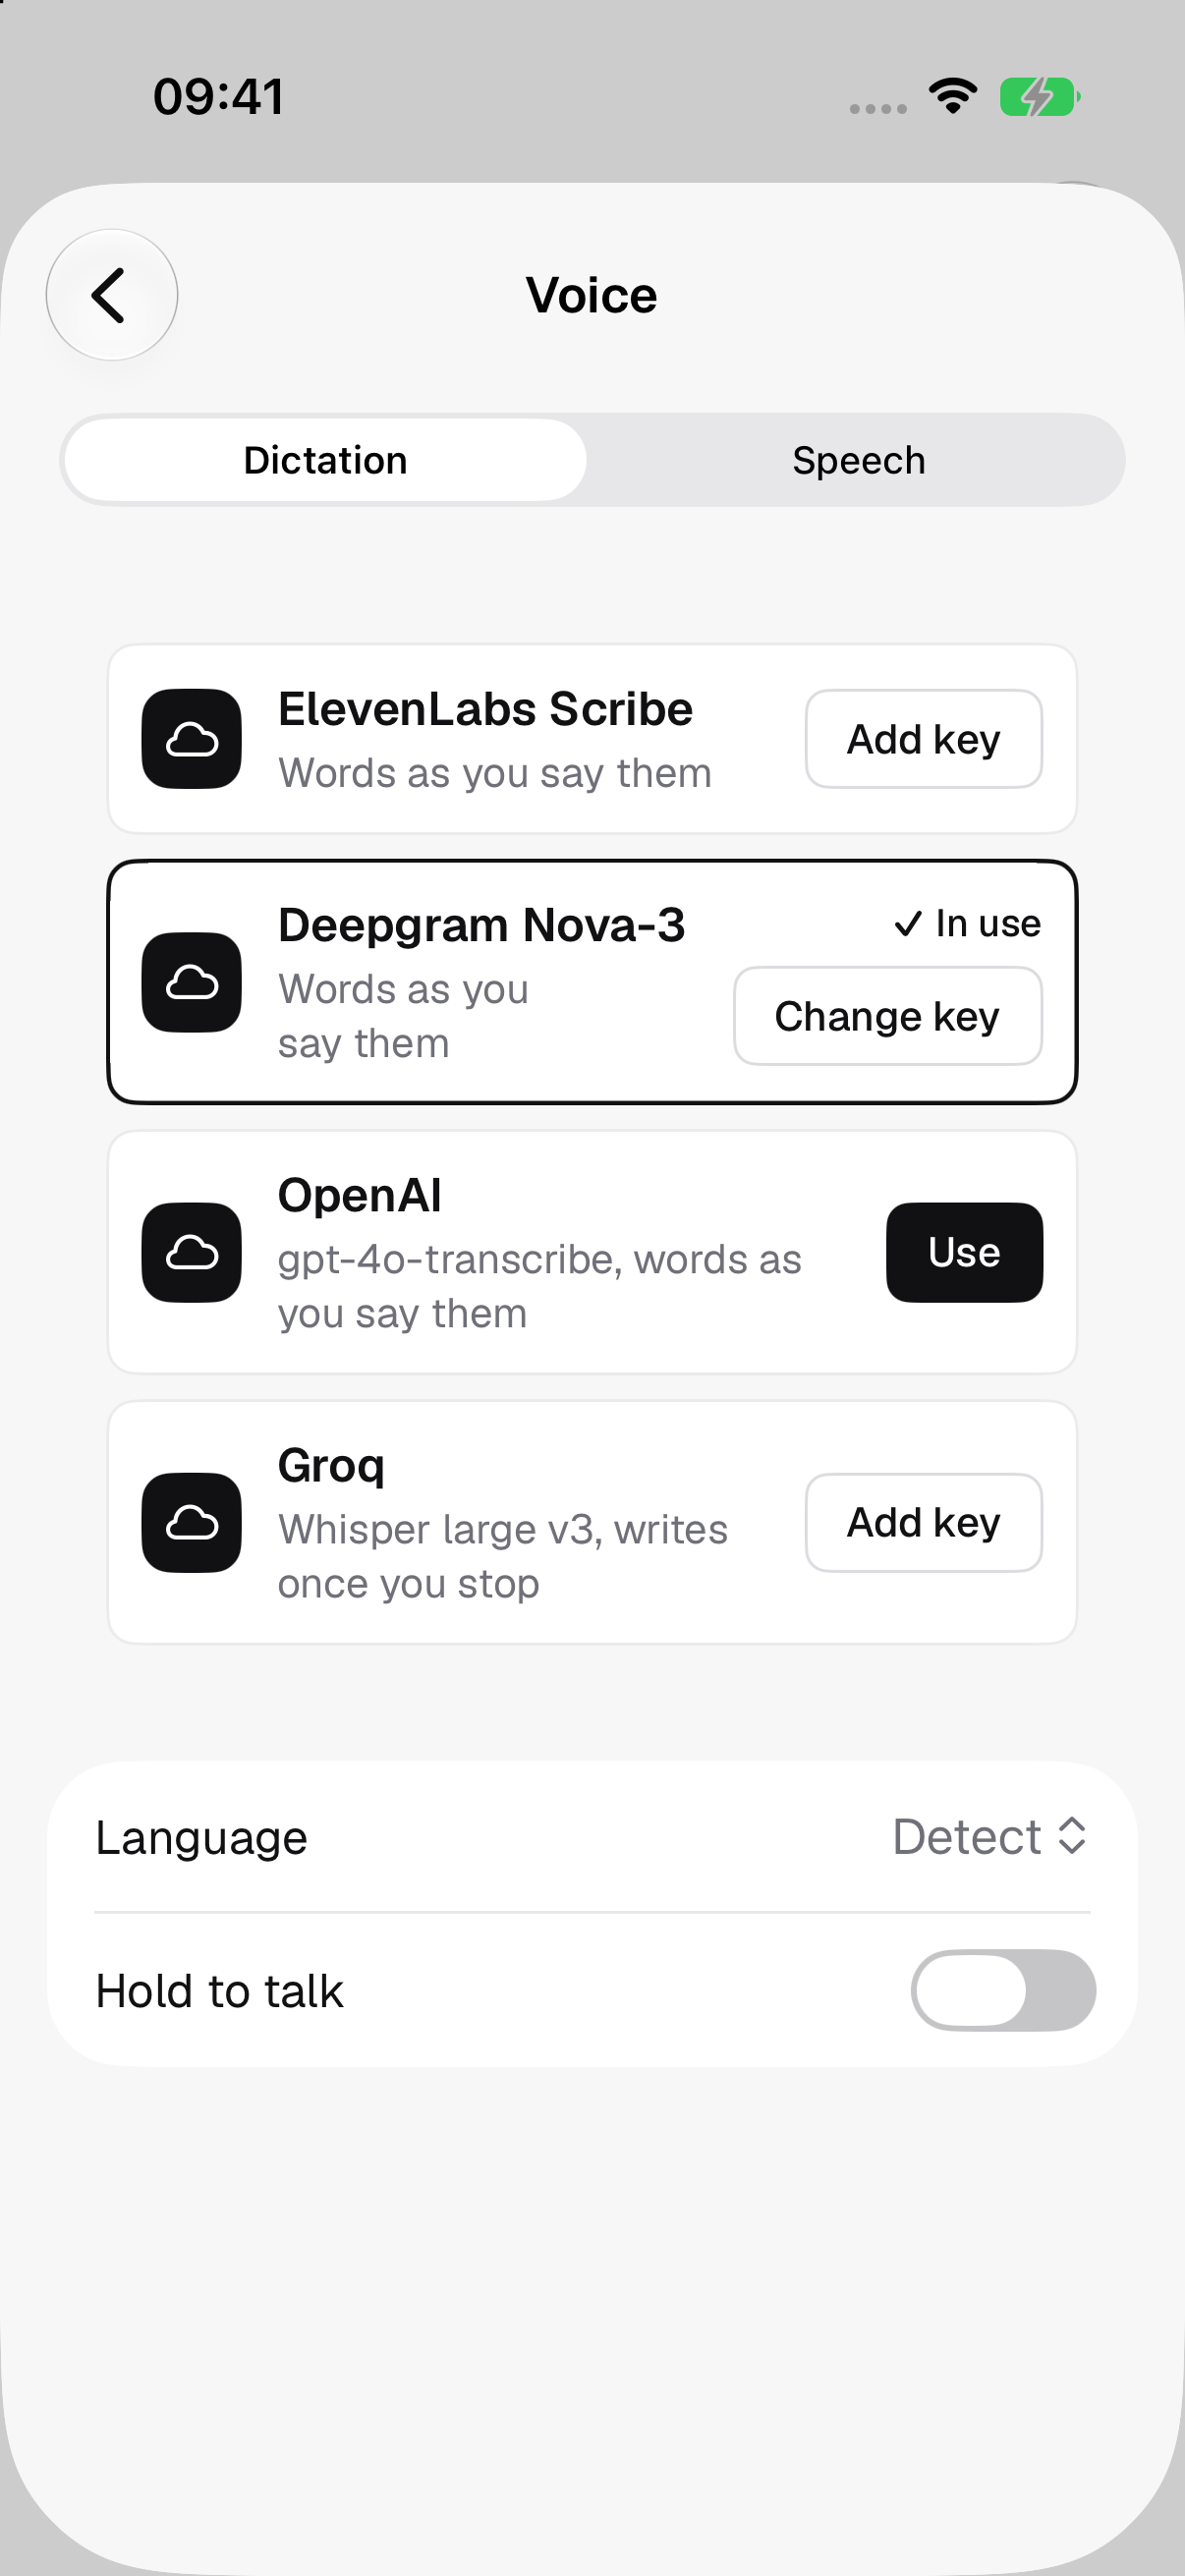 09:41
Voice
Dictation
Speech
ElevenLabs Scribe
Words as you say them
Add key
Deepgram Nova-3
Words as you
say them
In use
Change key
OpenAI
gpt-4o-transcribe, words as
you say them
Use
Groq
Whisper large v3, writes
once you stop
Add key
Language
Detect
Hold to talk